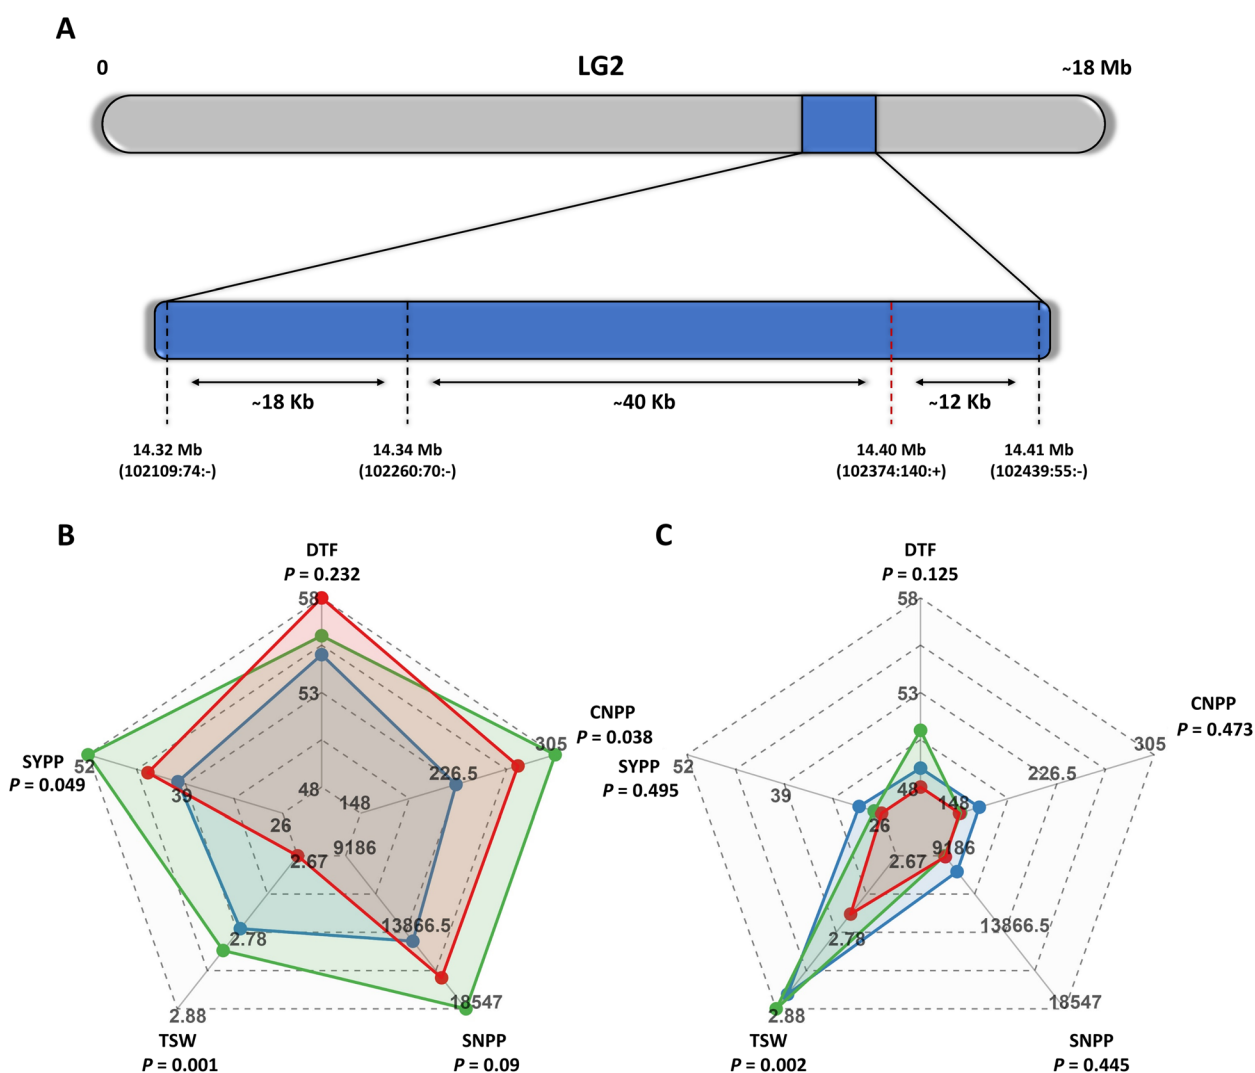 A
0
LG2
~18 Mb
~18 Kb
~40 Kb
~12 Kb
14.32 Mb
(102109:74:-)
14.34 Mb
(102260:70:-)
14.40 Mb
(102374:140:+)
14.41 Mb
(102439:55:-)
B
DTF
P = 0.232
58
53
48
CNPP
P = 0.038
305
226.5
148
SNPP
P = 0.09
18547
13866.5
9186
TSW
P = 0.001
2.88
2.78
2.67
SYPP
P = 0.049
52
39
26
C
DTF
P = 0.125
58
53
48
CNPP
P = 0.473
305
226.5
148
SNPP
P = 0.445
18547
13866.5
9186
TSW
P = 0.002
2.88
2.78
2.67
SYPP
P = 0.495
52
39
26